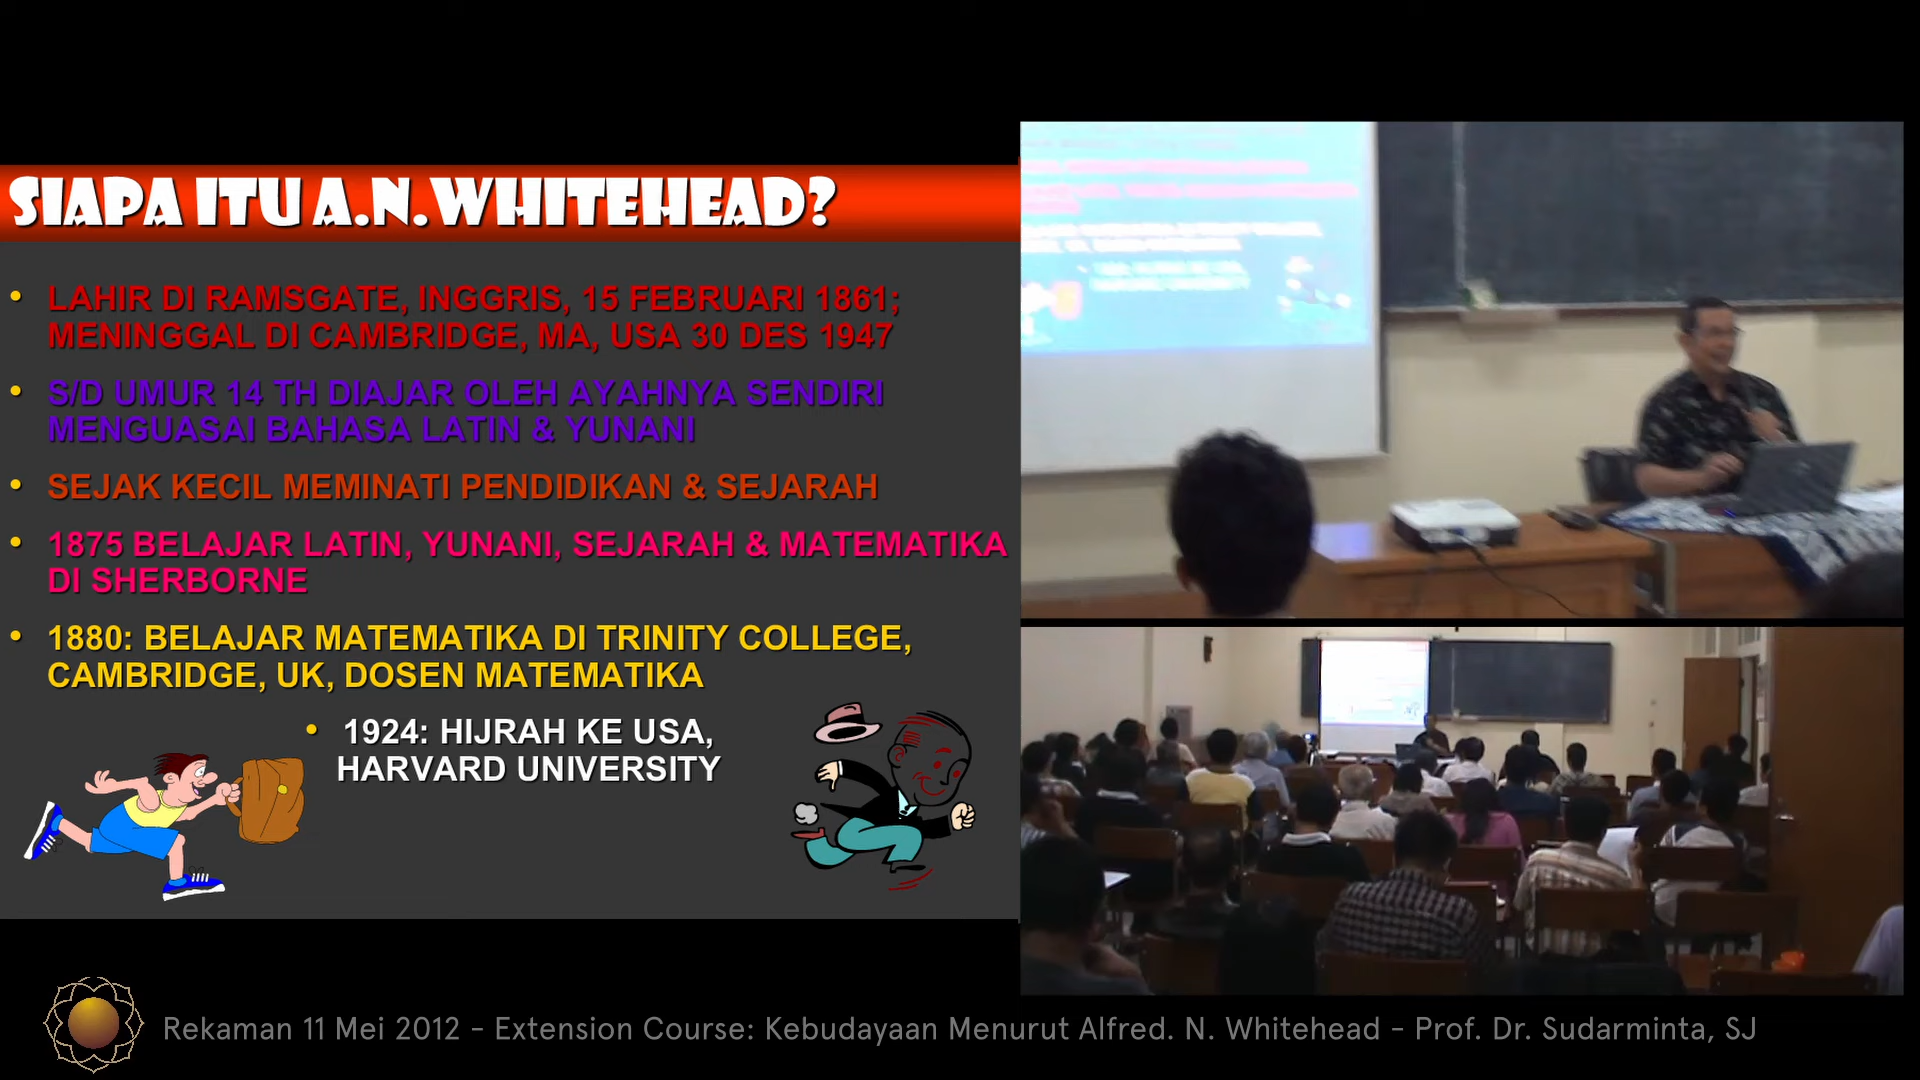 SIAPA ITU A.N. WHITEHEAD?
• LAHIR DI RAMSGATE, INGGRIS, 15 FEBRUARI 1861;
MENINGGAL DI CAMBRIDGE, MA, USA 30 DES 1947
• S/D UMUR 14 TH DIAJAR OLEH AYAHNYA SENDIRI
MENGUASAI BAHASA LATIN & YUNANI
• SEJAK KECIL MEMINATI PENDIDIKAN & SEJARAH
• 1875 BELAJAR LATIN, YUNANI, SEJARAH & MATEMATIKA
DI SHERBORNE
• 1880: BELAJAR MATEMATIKA DI TRINITY COLLEGE,
CAMBRIDGE, UK, DOSEN MATEMATIKA
• 1924: HIJRAH KE USA,
HARVARD UNIVERSITY
Rekaman 11 Mei 2012 - Extension Course: Kebudayaan Menurut Alfred. N. Whitehead - Prof. Dr. Sudarminta, SJ